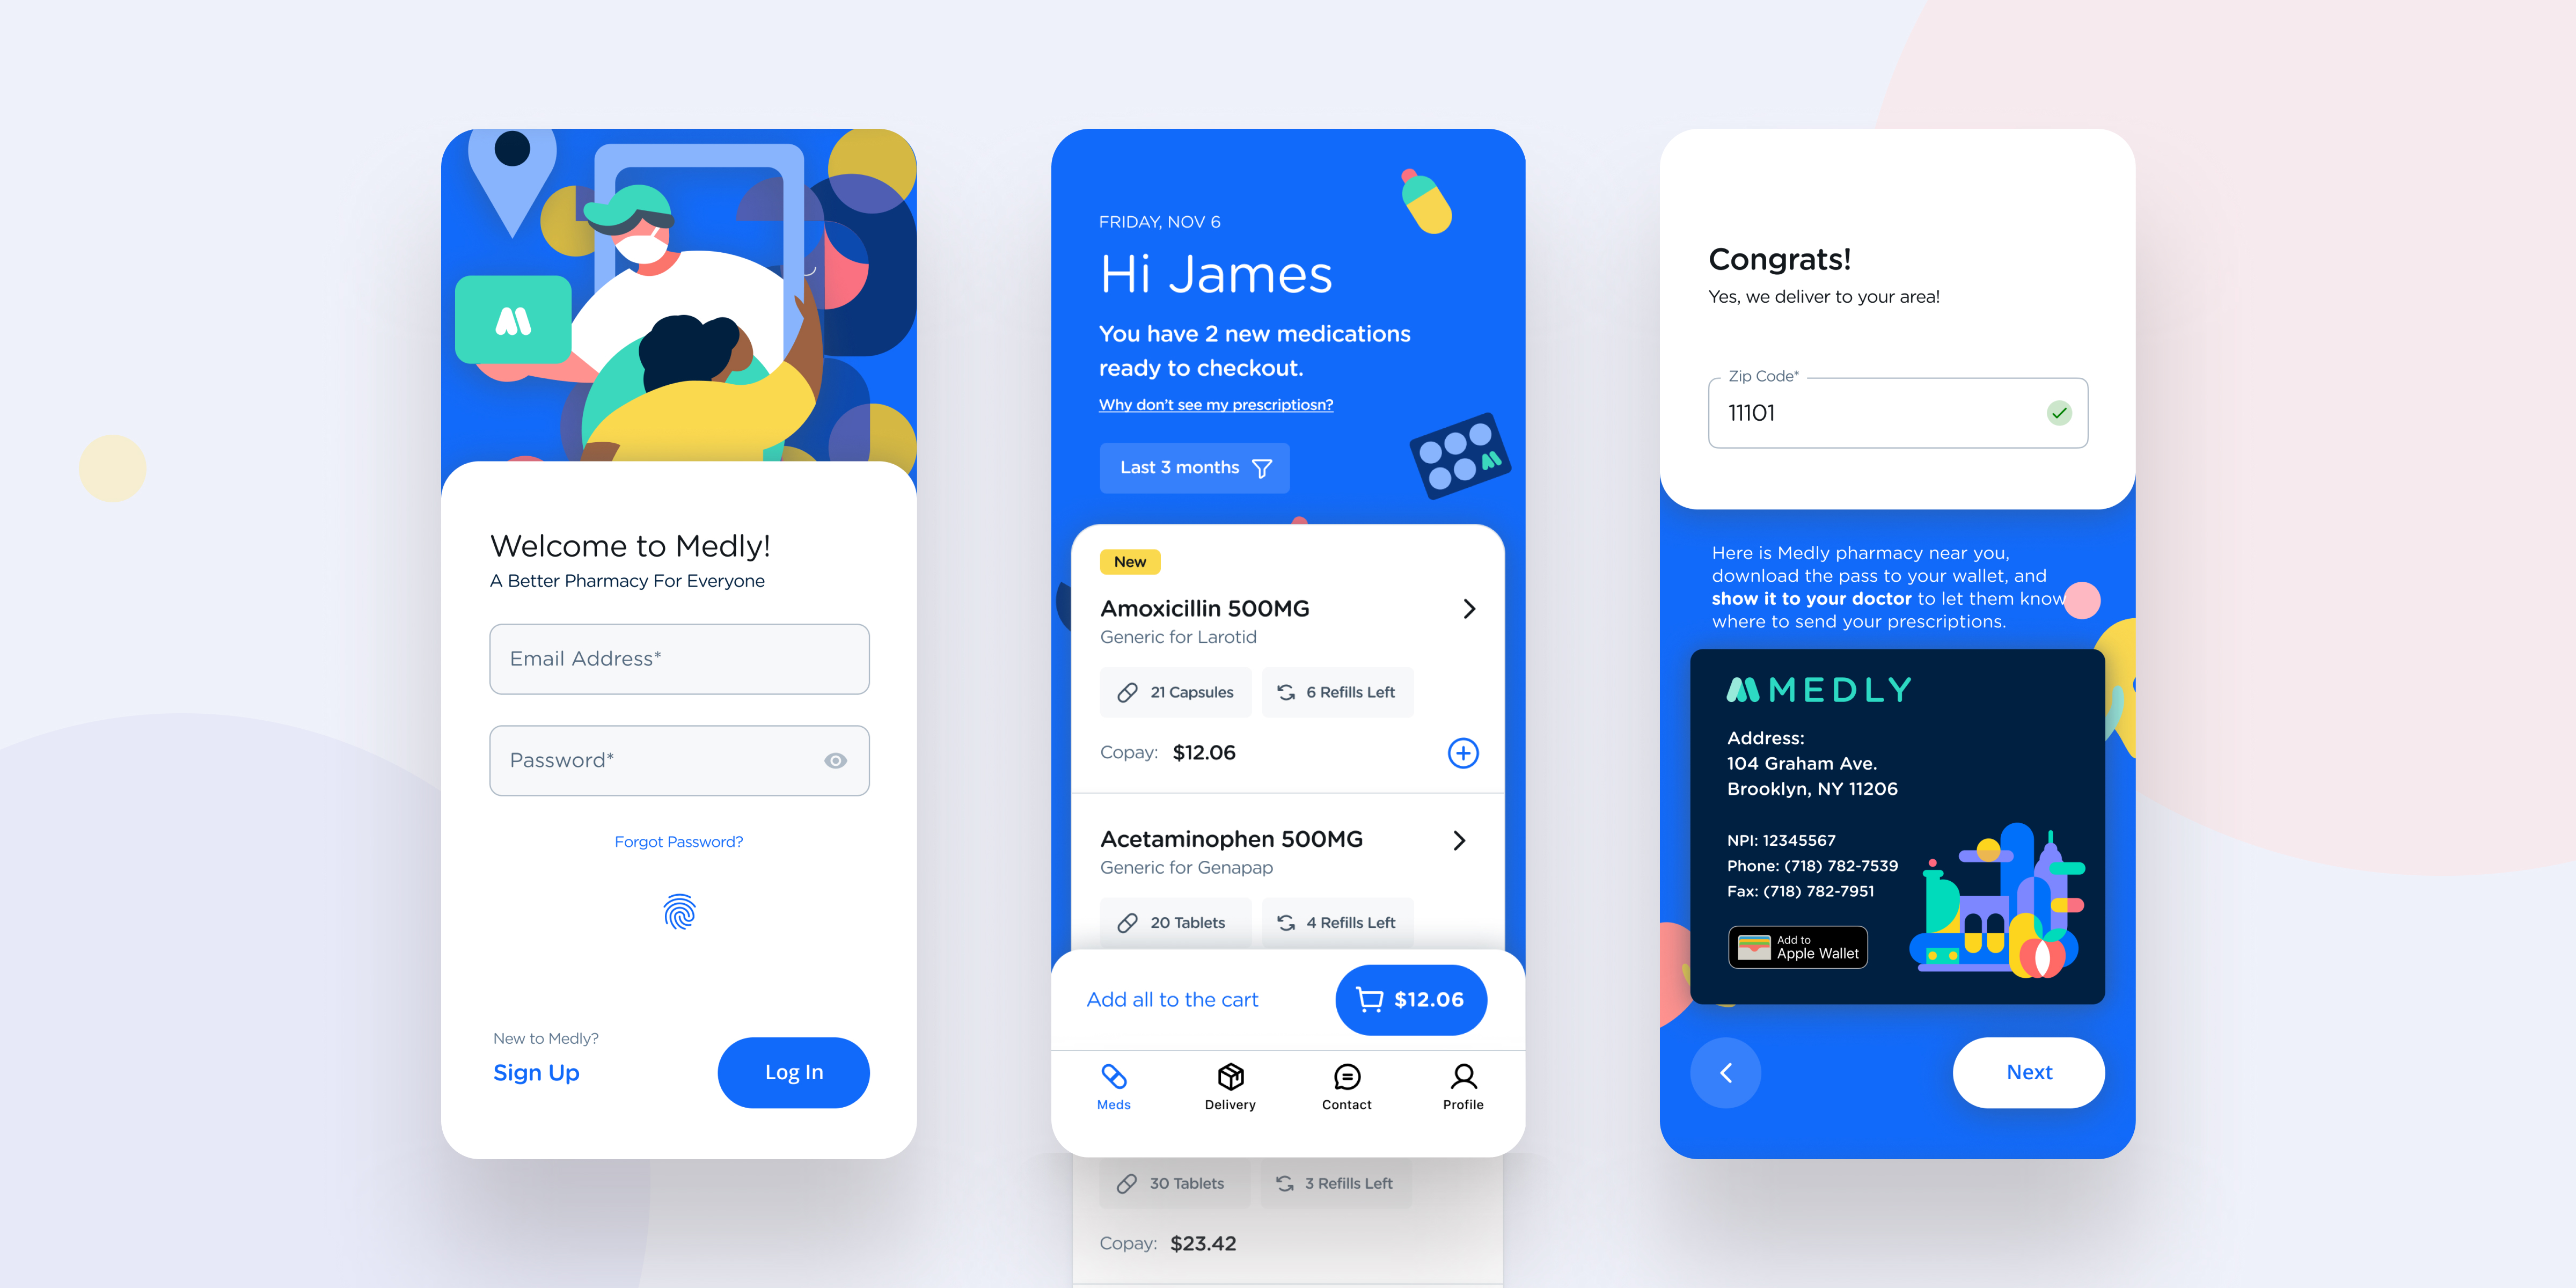 Welcome to Medly!
A Better Pharmacy For Everyone
Email Address*
Password*
Forgot Password?
New to Medly?
Sign Up
Log In
FRIDAY, NOV 6
Hi James
You have 2 new medications
ready to checkout.
Why don't see my prescriptiosn?
Last 3 months
New
Amoxicillin 500MG
Generic for Larotid
21 Capsules
6 Refills Left
Copay: $12.06
Acetaminophen 500MG
Generic for Genapap
20 Tablets
4 Refills Left
Add all to the cart
$12.06
Meds
Delivery
Contact
Profile
30 Tablets
3 Refills Left
Copay: $23.42
Congrats!
Yes, we deliver to your area!
Zip Code*
11101
Here is Medly pharmacy near you,
download the pass to your wallet, and
show it to your doctor to let them know
where to send your prescriptions.
MEDLY
Address:
104 Graham Ave.
Brooklyn, NY 11206
NPI: 12345567
Phone: (718) 782-7539
Fax: (718) 782-7951
Add to
Apple Wallet
Next